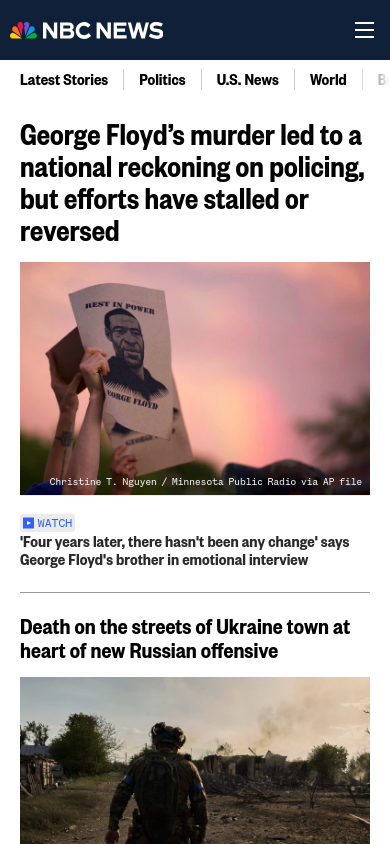 NBC NEWS
Latest Stories
Politics
U.S. News
World
George Floyd’s murder led to a
national reckoning on policing,
but efforts have stalled or
reversed
REST IN POWER
GEORGE FLOYD
Christine T. Nguyen / Minnesota Public Radio via AP file
WATCH
'Four years later, there hasn't been any change' says
George Floyd's brother in emotional interview
Death on the streets of Ukraine town at
heart of new Russian offensive